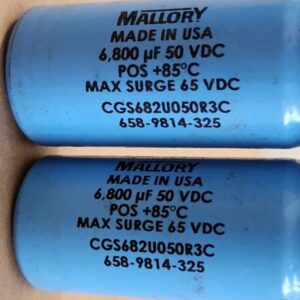 MALLORY
MADE IN USA
6,800 µF 50 VDC
POS +85°C
MAX SURGE 65 VDC
CGS682U050R3C
658-9814-325
MALLORY
MADE IN USA
6,800 µF 50 VDC
POS +85°C
MAX SURGE 65 VDC
CGS682U050R3C
658-9814-325